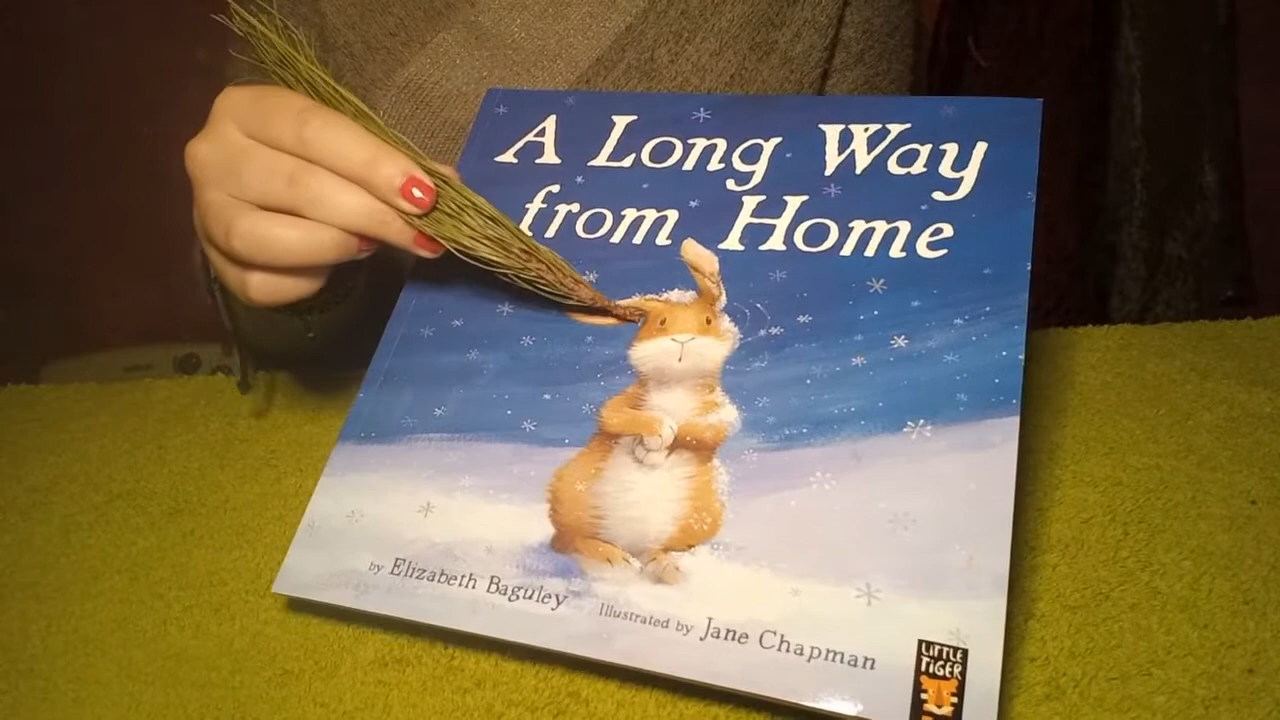 A Long Way
from Home
by Elizabeth Baguley
Illustrated by Jane Chapman
LiTTLE
TiGER